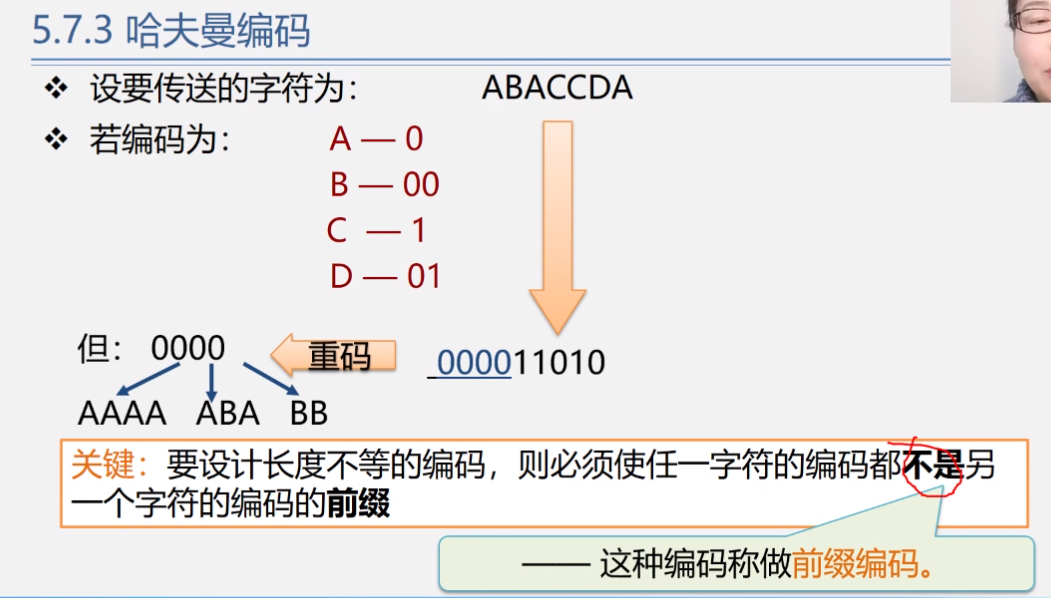 5.7.3 哈夫曼编码
❖ 设要传送的字符为： ABACCDA
❖ 若编码为： A — 0
B — 00
C — 1
D — 01
但： 0000 重码 000011010
AAAA ABA BB
关键：要设计长度不等的编码，则必须使任一字符的编码都不是另
一个字符的编码的前缀
—— 这种编码称做前缀编码。